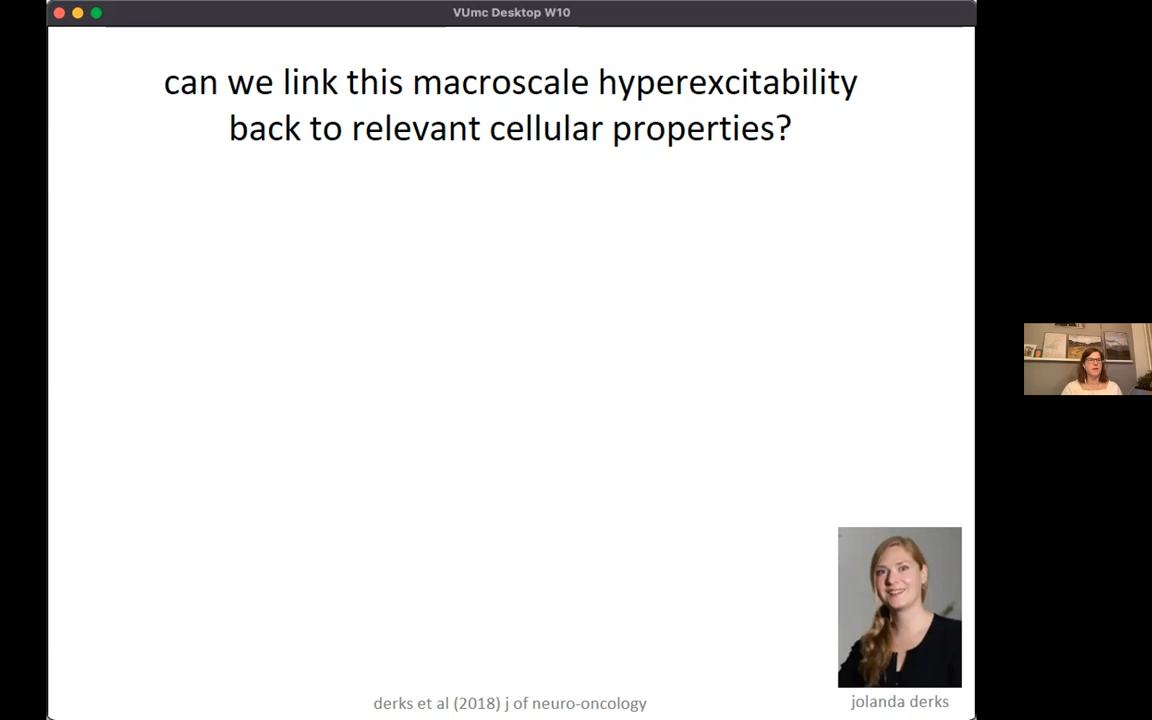 VUmc Desktop W10
can we link this macroscale hyperexcitability
back to relevant cellular properties?
jolanda derks
derks et al (2018) j of neuro-oncology